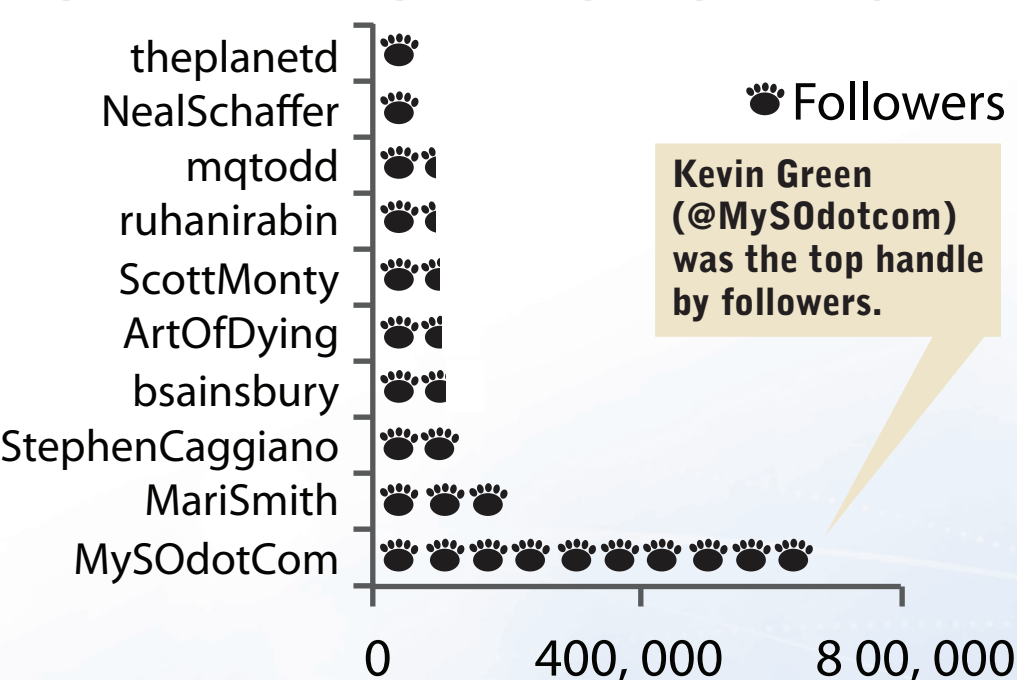 theplanetd
NealSchaffer
mqtodd
ruhanirabin
ScottMonty
ArtOfDying
bsainsbury
StephenCaggiano
MariSmith
MySOdotCom
Followers
Kevin Green
(@MySOdotcom)
was the top handle
by followers.
0 400, 000 8 00, 000